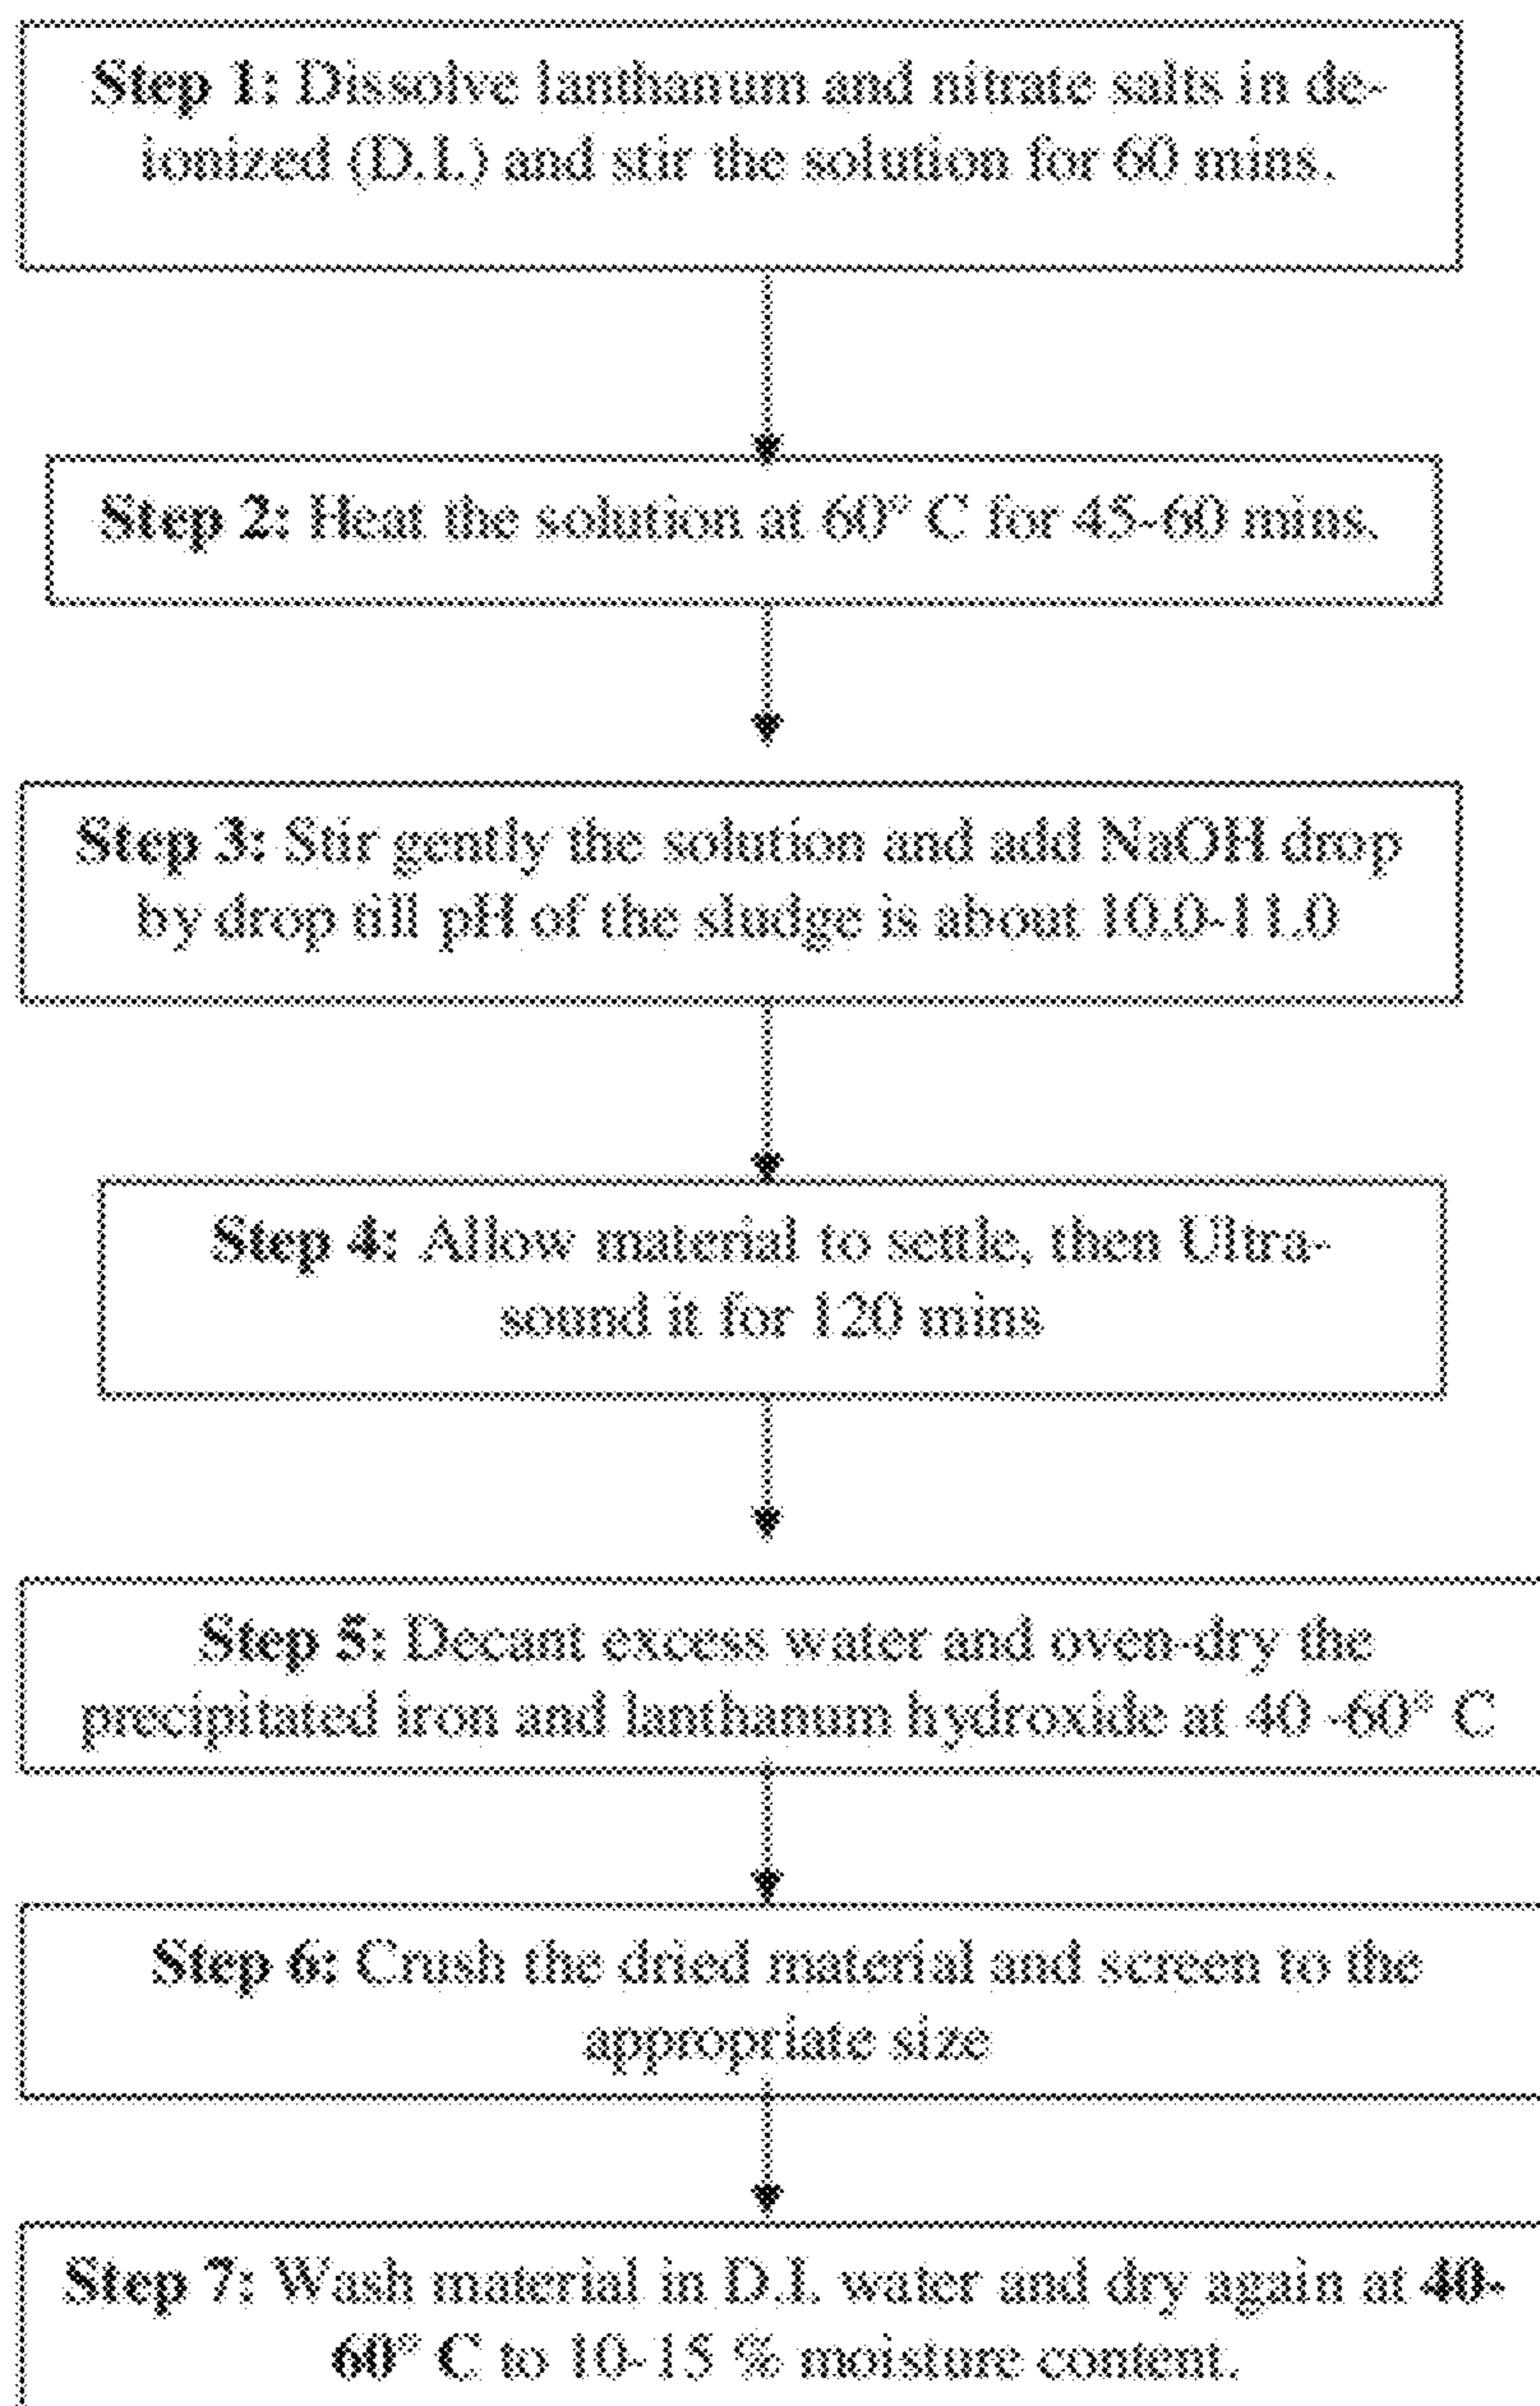 Step 1: Dissolve lanthanum and nitrate salts in de-
ionized (D.I.) and stir the solution for 60 mins.
Step 2: Heat the solution at 60° C for 45-60 mins.
Step 3: Stir gently the solution and add NaOH drop
by drop till pH of the sludge is about 10.0-11.0
Step 4: Allow material to settle, then Ultra-
sound it for 120 mins
Step 5: Decant excess water and oven-dry the
precipitated iron and lanthanum hydroxide at 40 -60° C
Step 6: Crush the dried material and screen to the
appropriate size
Step 7: Wash material in D.I. water and dry again at 40-
60° C to 10-15 % moisture content.